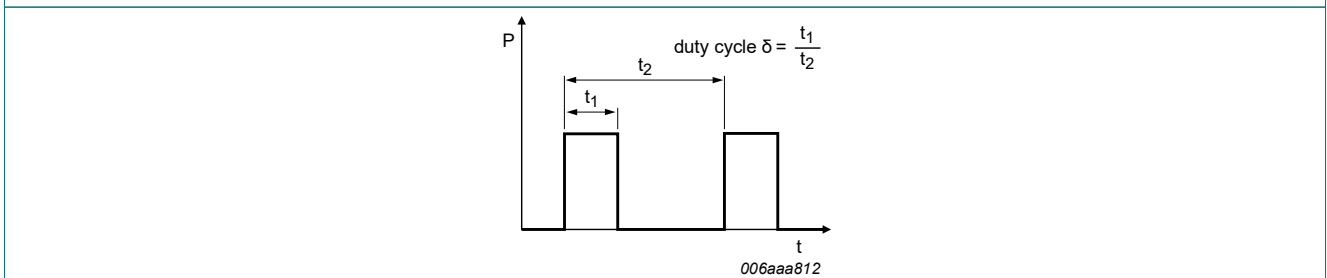 P
duty cycle δ = t1/t2
t2
t1
t
006aaa812